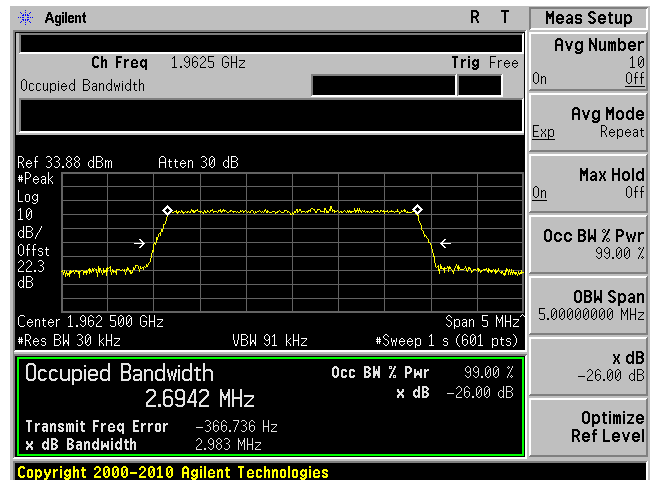 Agilent R T
Ch Freq 1.9625 GHz Trig Free
Occupied Bandwidth
Ref 33.88 dBm Atten 30 dB
#Peak
Log
10
dB/
Offst
22.3
dB
Center 1.962 500 GHz Span 5 MHz^
#Res BW 30 kHz VBW 91 kHz #Sweep 1 s (601 pts)
Occupied Bandwidth Occ BW % Pwr 99.00 %
2.6942 MHz x dB -26.00 dB
Transmit Freq Error -366.736 Hz
x dB Bandwidth 2.983 MHz
Copyright 2000-2010 Agilent Technologies
Meas Setup
Avg Number
10
On Off
Avg Mode
Exp Repeat
Max Hold
On Off
Occ BW % Pwr
99.00 %
OBW Span
5.00000000 MHz
x dB
-26.00 dB
Optimize
Ref Level